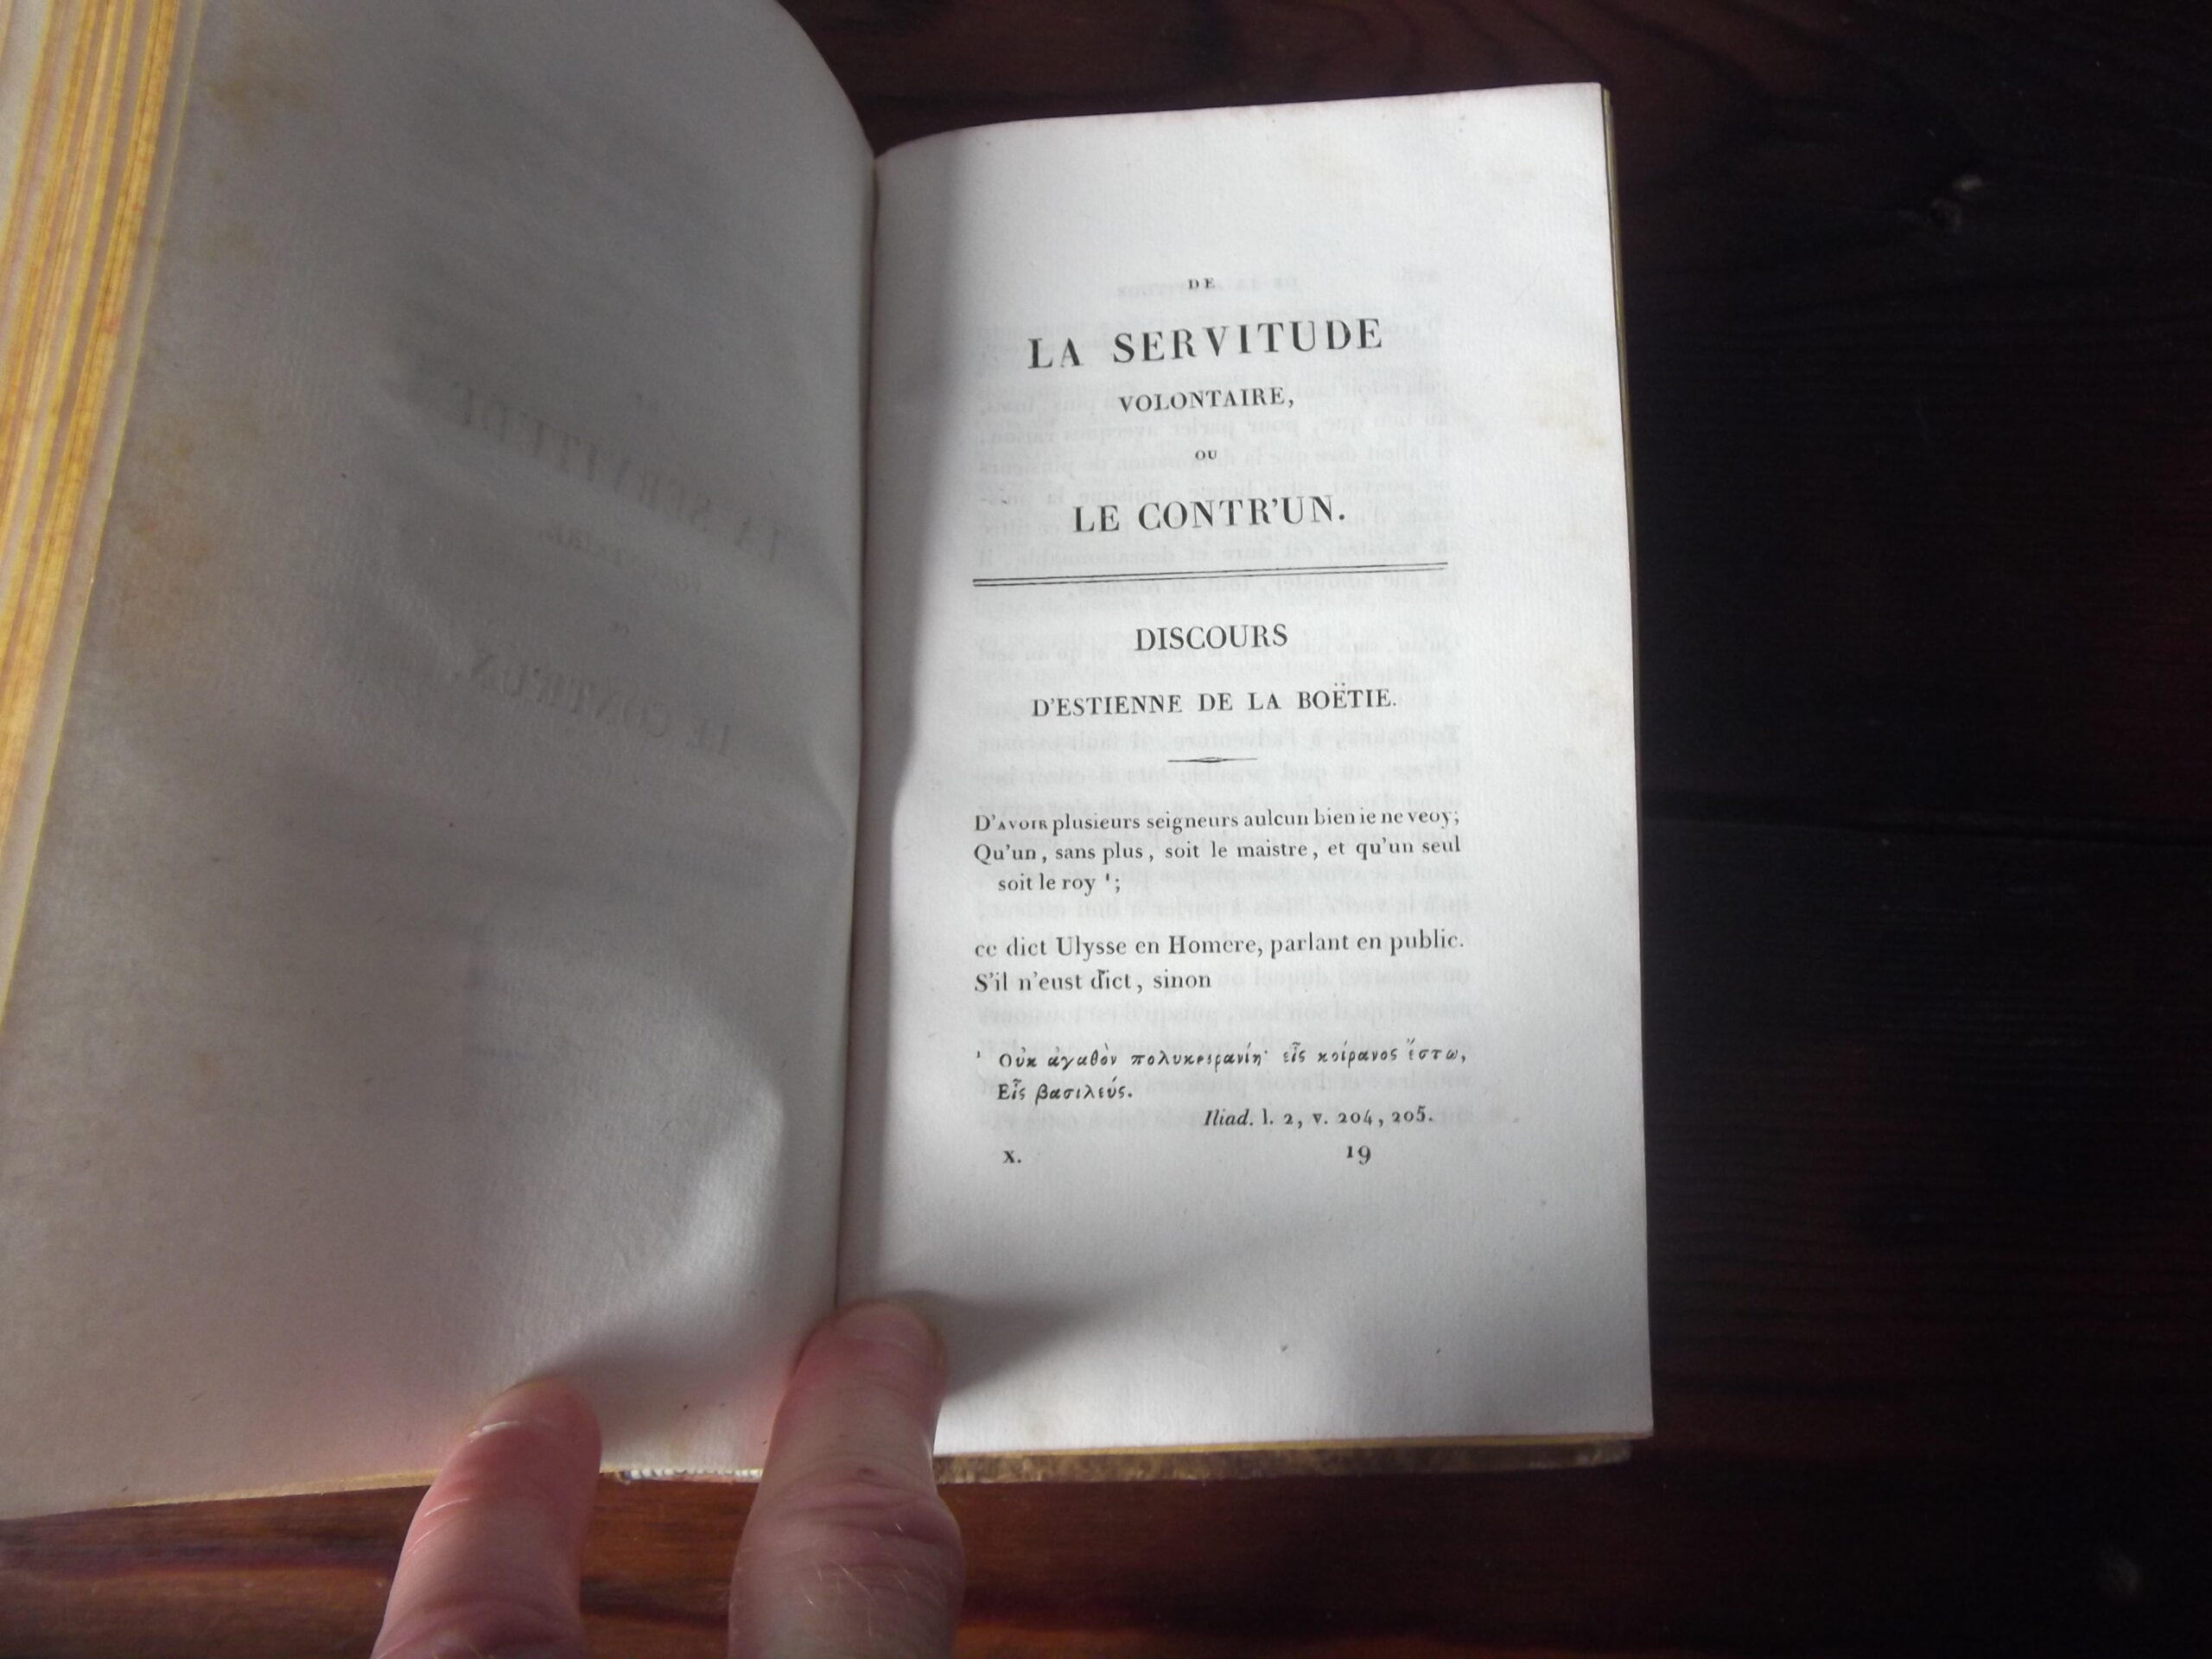 DE
LA SERVITUDE
VOLONTAIRE,
OU
LE CONTR'UN.
DISCOURS
D'ESTIENNE DE LA BOËTIE.
D'AVOIR plusieurs seigneurs aulcun bien ie ne veoy;
Qu'un, sans plus, soit le maistre, et qu'un seul
soit le roy ¹;
ce dict Ulysse en Homere, parlant en public.
S'il n'eust dict, sinon
¹ Οὐκ ἀγαθὸν πολυκοιρανίη· εἷς κοίρανος ἔστω,
Εἷς βασιλεύς.
Iliad. l. 2, v. 204, 205.
X. 19